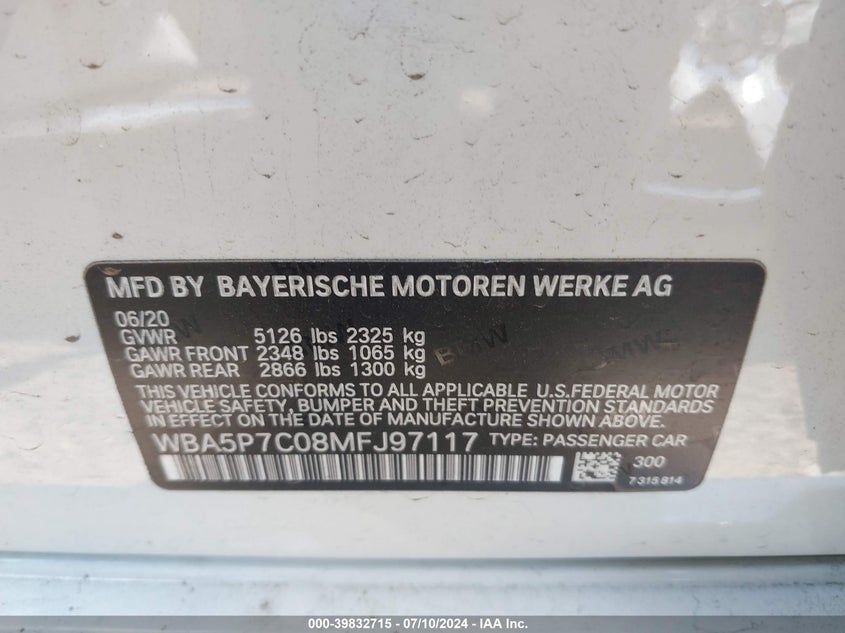 MFD BY BAYERISCHE MOTOREN WERKE AG
06/20
GVWR 5126 lbs 2325 kg
GAWR FRONT 2348 lbs 1065 kg
GAWR REAR 2866 lbs 1300 kg
THIS VEHICLE CONFORMS TO ALL APPLICABLE U.S.FEDERAL MOTOR
VEHICLE SAFETY, BUMPER AND THEFT PREVENTION STANDARDS
IN EFFECT ON THE DATE OF MANUFACTURE SHOWN ABOVE.
WBA5P7C08MFJ97117 TYPE: PASSENGER CAR
300
7 315 814
000-39832715 - 07/10/2024 - IAA Inc.